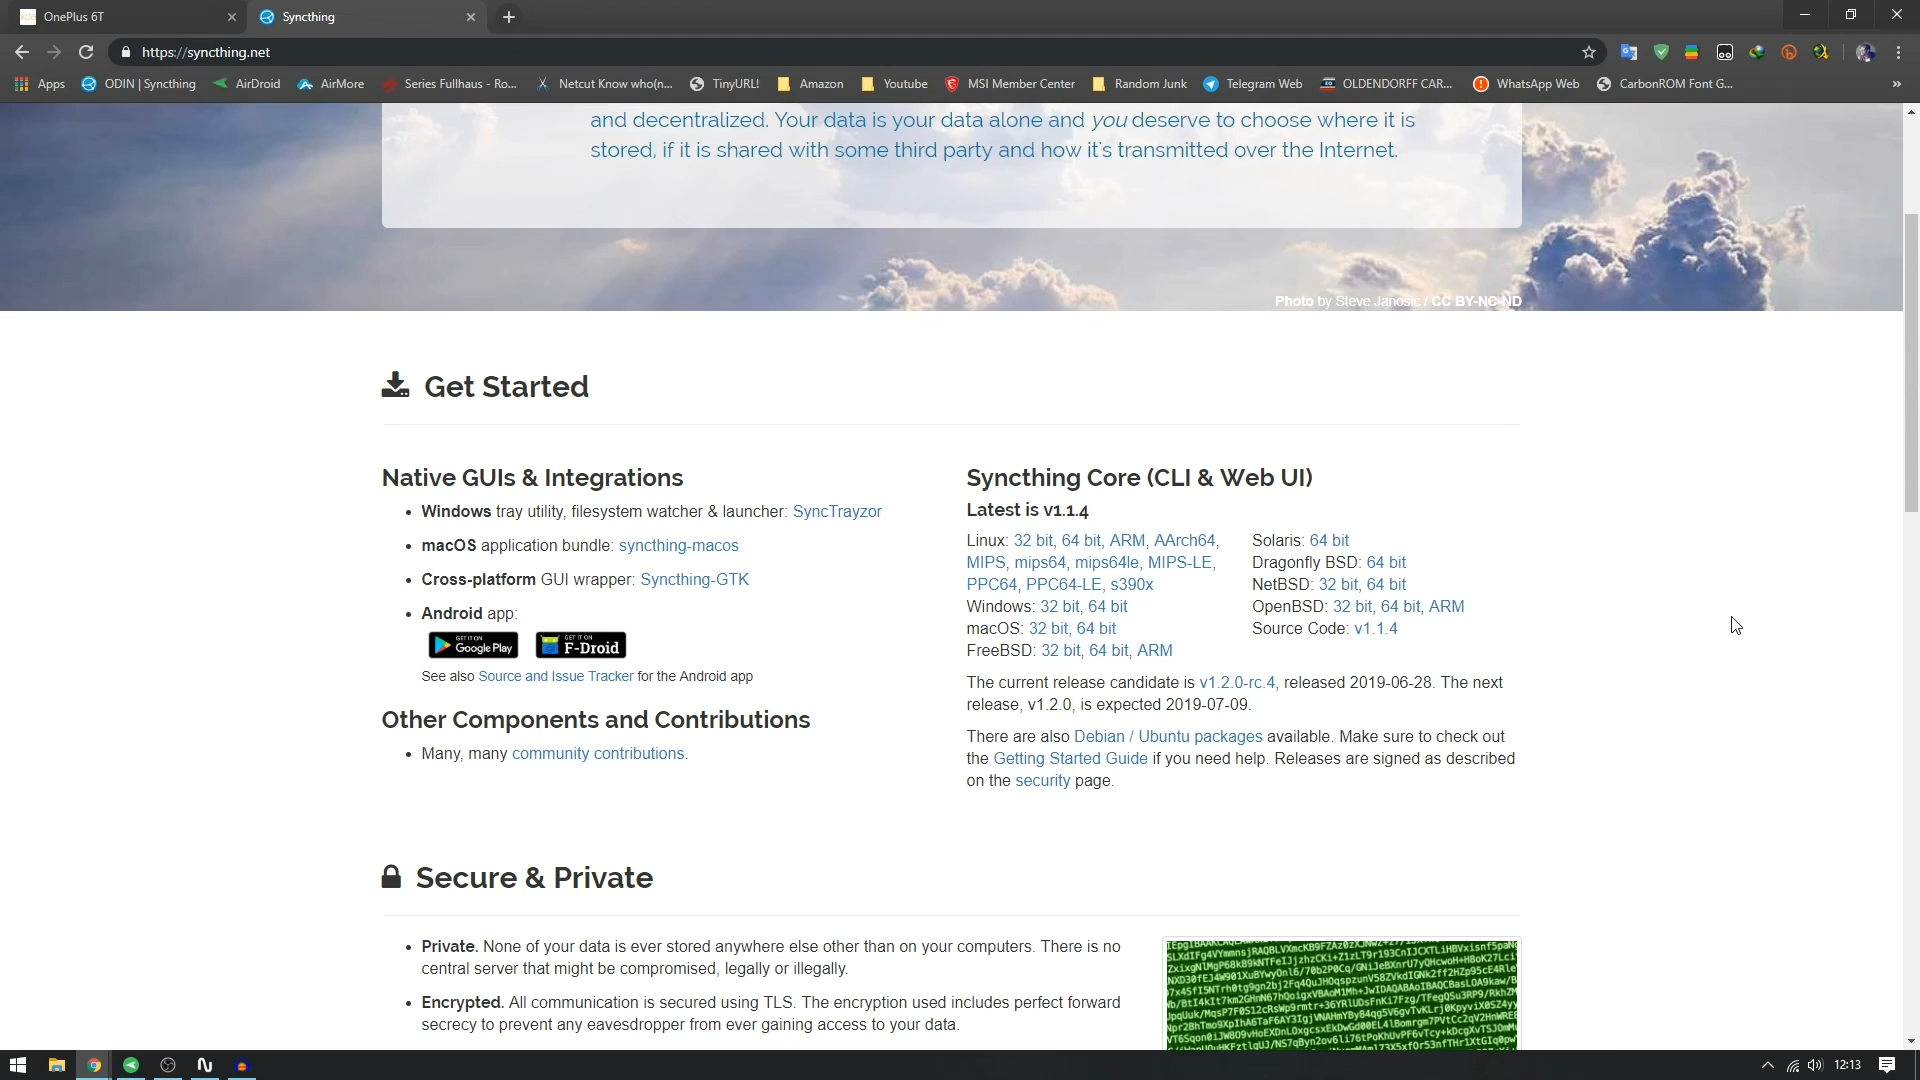 OnePlus 6T
Syncthing
https://syncthing.net
Apps
ODIN | Syncthing
AirDroid
AirMore
Series Fullhaus - Ro...
Netcut Know who(n...
TinyURL!
Amazon
Youtube
MSI Member Center
Random Junk
Telegram Web
OLDENDORFF CAR...
WhatsApp Web
CarbonROM Font G...
»
and decentralized. Your data is your data alone and you deserve to choose where it is
stored, if it is shared with some third party and how it's transmitted over the Internet.
Photo by Steve Janosic / CC BY-NC-ND
Get Started
Native GUIs & Integrations
• Windows tray utility, filesystem watcher & launcher: SyncTrayzor
• macOS application bundle: syncthing-macos
• Cross-platform GUI wrapper: Syncthing-GTK
• Android app:
GET IT ON
Google Play
GET IT ON
F-Droid
See also Source and Issue Tracker for the Android app
Other Components and Contributions
• Many, many community contributions.
Syncthing Core (CLI & Web UI)
Latest is v1.1.4
Linux: 32 bit, 64 bit, ARM, AArch64,
MIPS, mips64, mips64le, MIPS-LE,
PPC64, PPC64-LE, s390x
Windows: 32 bit, 64 bit
macOS: 32 bit, 64 bit
FreeBSD: 32 bit, 64 bit, ARM
Solaris: 64 bit
Dragonfly BSD: 64 bit
NetBSD: 32 bit, 64 bit
OpenBSD: 32 bit, 64 bit, ARM
Source Code: v1.1.4
The current release candidate is v1.2.0-rc.4, released 2019-06-28. The next
release, v1.2.0, is expected 2019-07-09.
There are also Debian / Ubuntu packages available. Make sure to check out
the Getting Started Guide if you need help. Releases are signed as described
on the security page.
Secure & Private
• Private. None of your data is ever stored anywhere else other than on your computers. There is no
central server that might be compromised, legally or illegally.
• Encrypted. All communication is secured using TLS. The encryption used includes perfect forward
secrecy to prevent any eavesdropper from ever gaining access to your data.
12:13